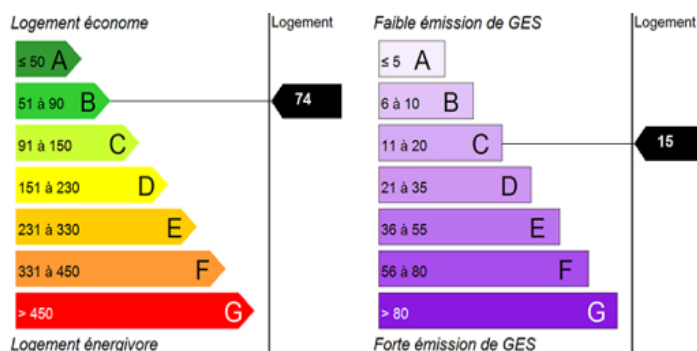 Logement économe
Logement
≤ 50 A
51 à 90 B
74
91 à 150 C
151 à 230 D
231 à 330 E
331 à 450 F
> 450 G
Logement énergivore
Faible émission de GES
Logement
≤ 5 A
6 à 10 B
11 à 20 C
15
21 à 35 D
36 à 55 E
56 à 80 F
> 80 G
Forte émission de GES